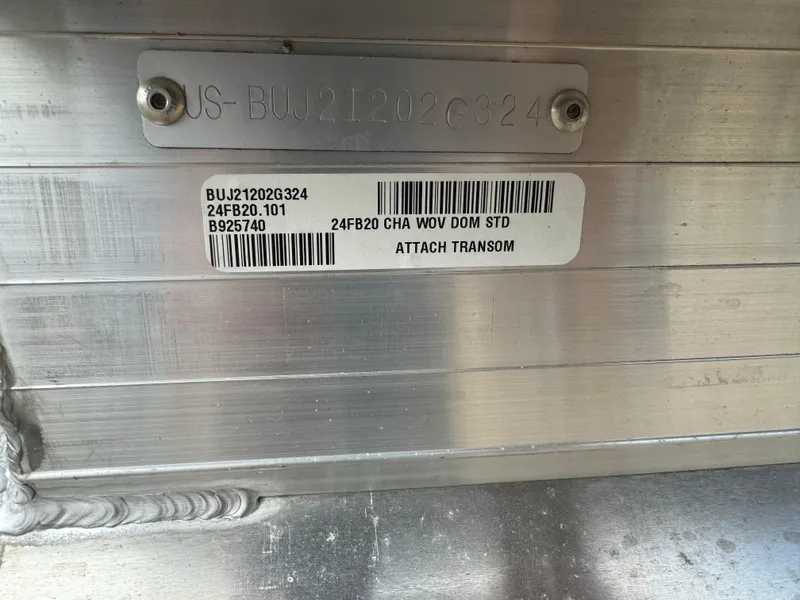 US-BUJ21202G324
BUJ21202G324
24FB20.101
B925740
24FB20 CHA WOV DOM STD
ATTACH TRANSOM